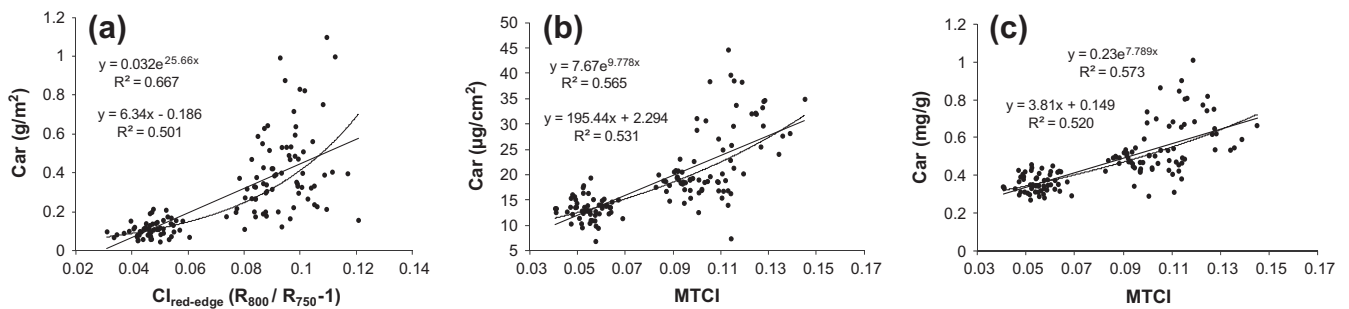 (a)
y = 0.032e^25.66x
R² = 0.667
y = 6.34x - 0.186
R² = 0.501
Car (g/m²)
1.2
1
0.8
0.6
0.4
0.2
0
0.02 0.04 0.06 0.08 0.1 0.12 0.14
CI_red-edge (R_800 / R_750-1)
(b)
y = 7.67e^9.778x
R² = 0.565
y = 195.44x + 2.294
R² = 0.531
Car (µg/cm²)
50
45
40
35
30
25
20
15
10
5
0.03 0.05 0.07 0.09 0.11 0.13 0.15
MTCI
(c)
y = 0.23e^7.789x
R² = 0.573
y = 3.81x + 0.149
R² = 0.520
Car (mg/g)
1.2
1
0.8
0.6
0.4
0.2
0
0.03 0.05 0.07 0.09 0.11 0.13 0.15 0.17
MTCI